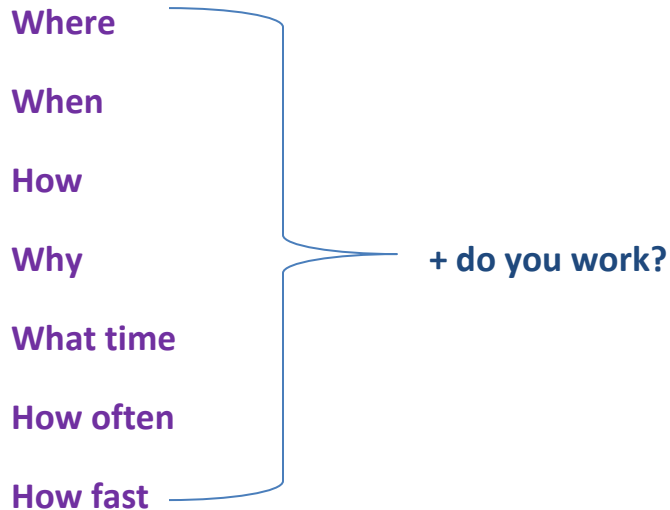 Where
When
How
Why
+ do you work?
What time
How often
How fast